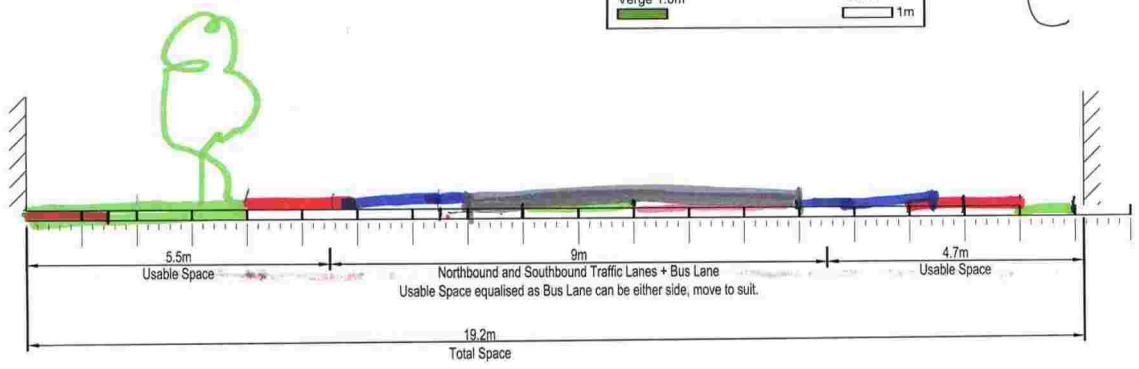 Verge 1.0m
1m
5.5m
Usable Space
9m
Northbound and Southbound Traffic Lanes + Bus Lane
Usable Space equalised as Bus Lane can be either side, move to suit.
4.7m
Usable Space
19.2m
Total Space